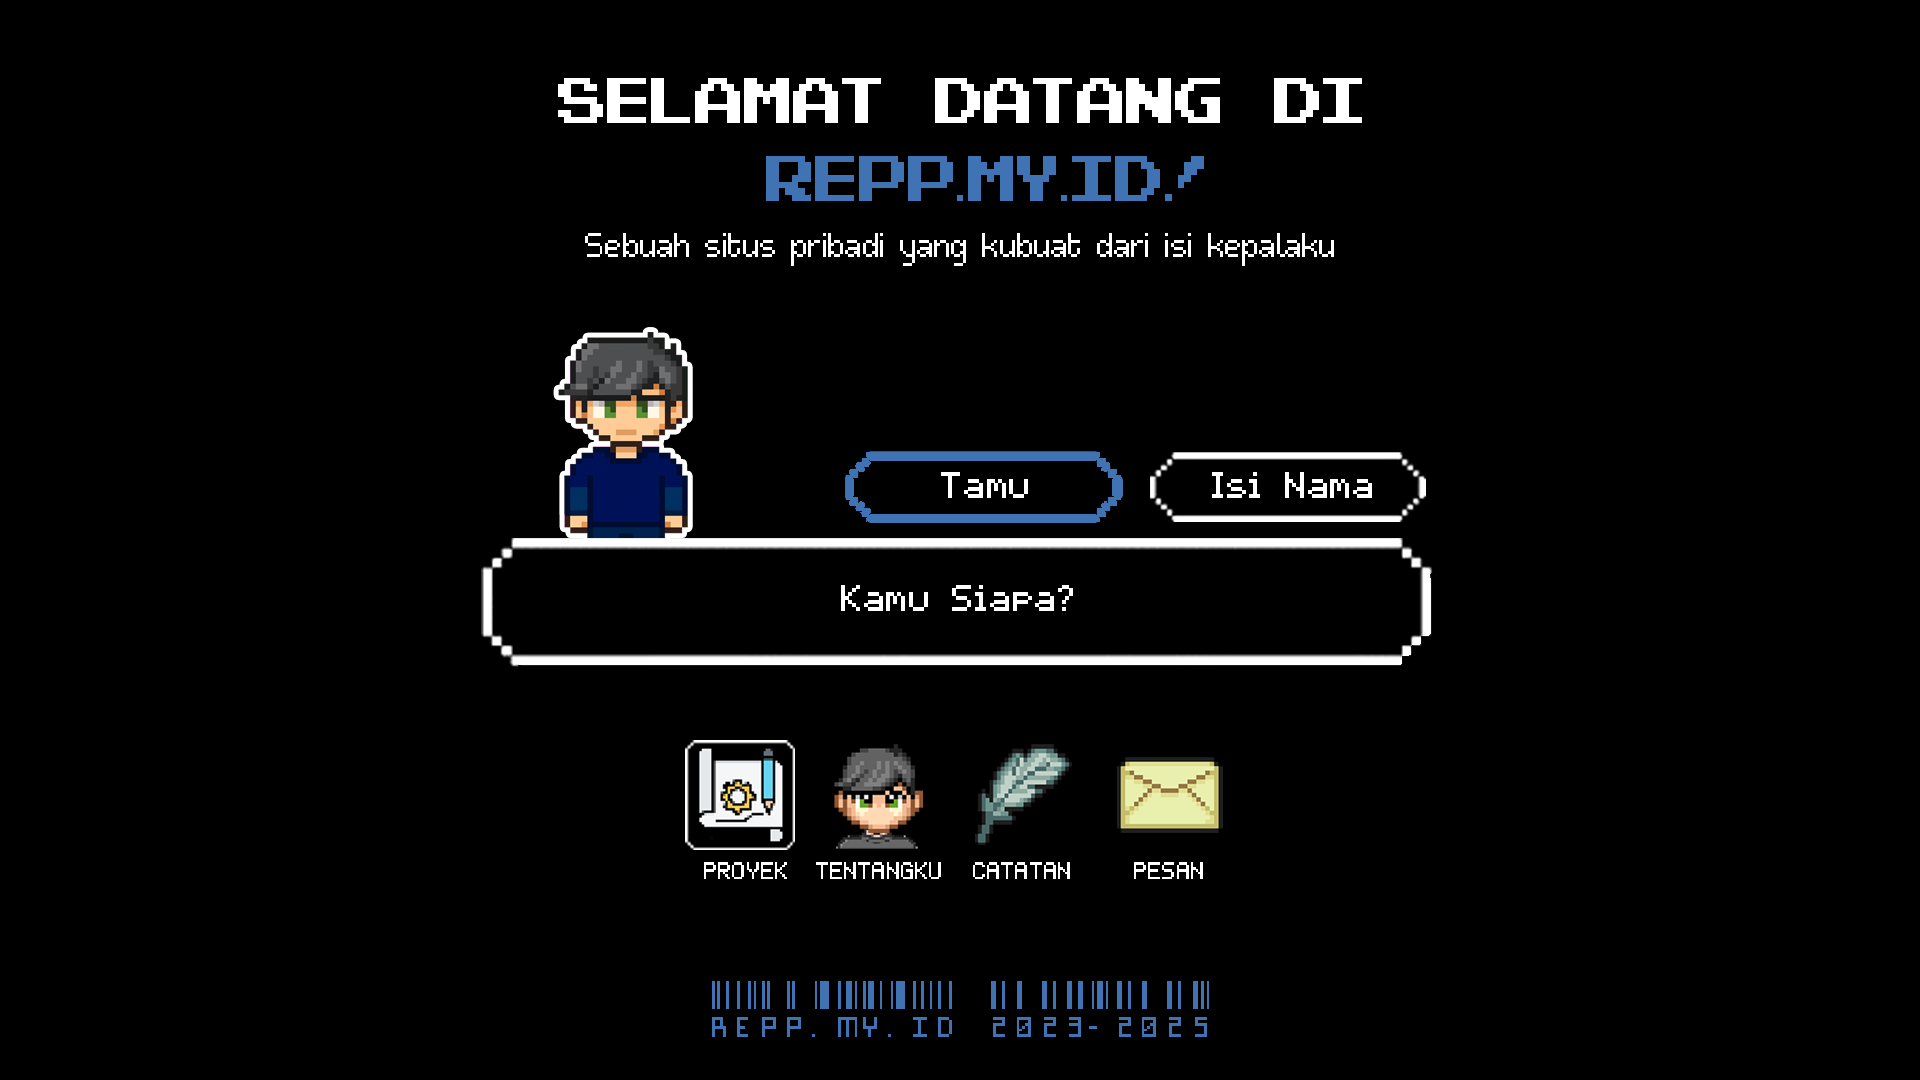 SELAMAT DATANG DI
REPP.MY.ID.!
Sebuah situs pribadi yang kubuat dari isi kepalaku
Tamu
Isi Nama
Kamu Siapa?
PROYEK
TENTANGKU
CATATAN
PESAN
REPP.MY.ID 2023-2025